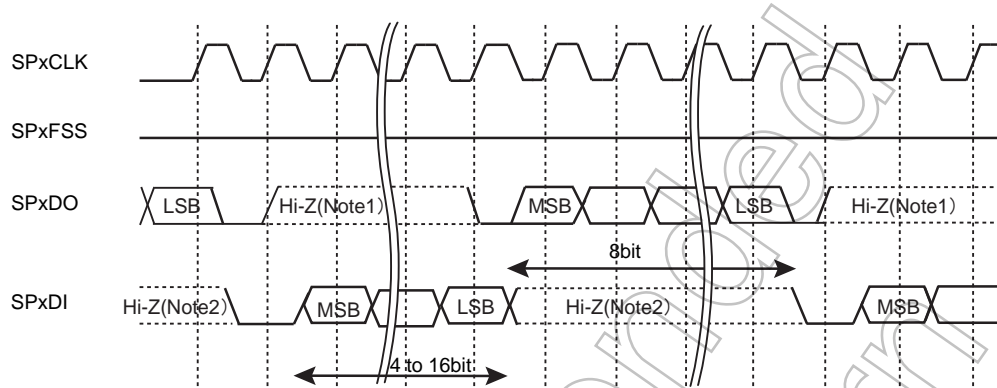 SPxCLK
SPxFSS
SPxDO LSB Hi-Z(Note1) MSB LSB Hi-Z(Note1)
8bit
SPxDI Hi-Z(Note2) MSB LSB Hi-Z(Note2) MSB
4 to 16bit